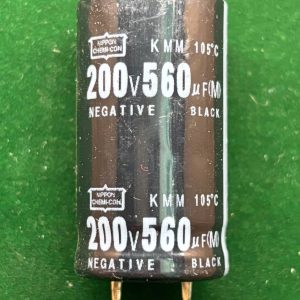 NIPPON
CHEMI-CON
KMM 105°C
200V560μF(M)
NEGATIVE BLACK
NIPPON
CHEMI-CON
KMM 105°C
200V560μF(M)
NEGATIVE BLACK